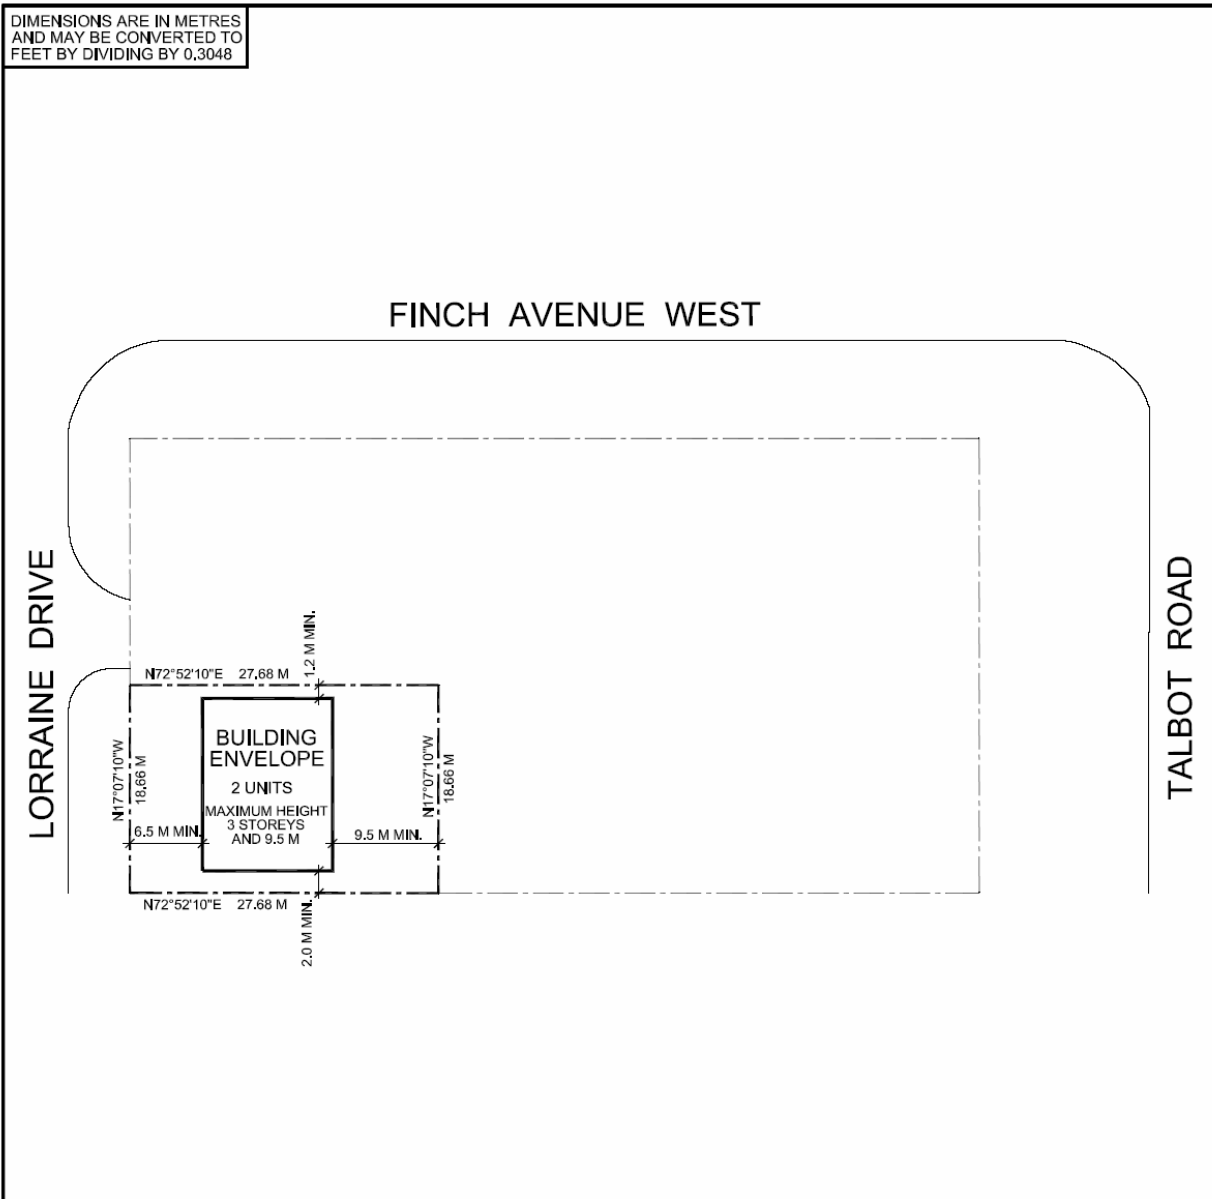 DIMENSIONS ARE IN METRES
AND MAY BE CONVERTED TO
FEET BY DIVIDING BY 0.3048
FINCH AVENUE WEST
LORRAINE DRIVE
TALBOT ROAD
N72°52'10"E 27.68 M
1.2 M MIN.
N17°07'10"W
18.66 M
BUILDING
ENVELOPE
2 UNITS
MAXIMUM HEIGHT
3 STOREYS
AND 9.5 M
N17°07'10"W
18.66 M
6.5 M MIN.
9.5 M MIN.
N72°52'10"E 27.68 M
2.0 M MIN.